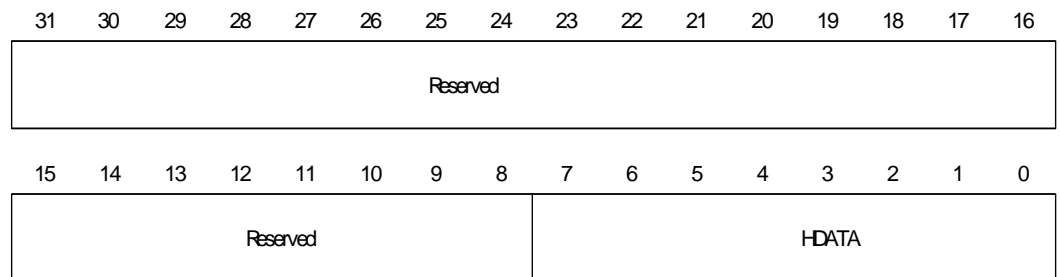 31 30 29 28 27 26 25 24 23 22 21 20 19 18 17 16
Reserved
15 14 13 12 11 10 9 8 7 6 5 4 3 2 1 0
Reserved HDATA